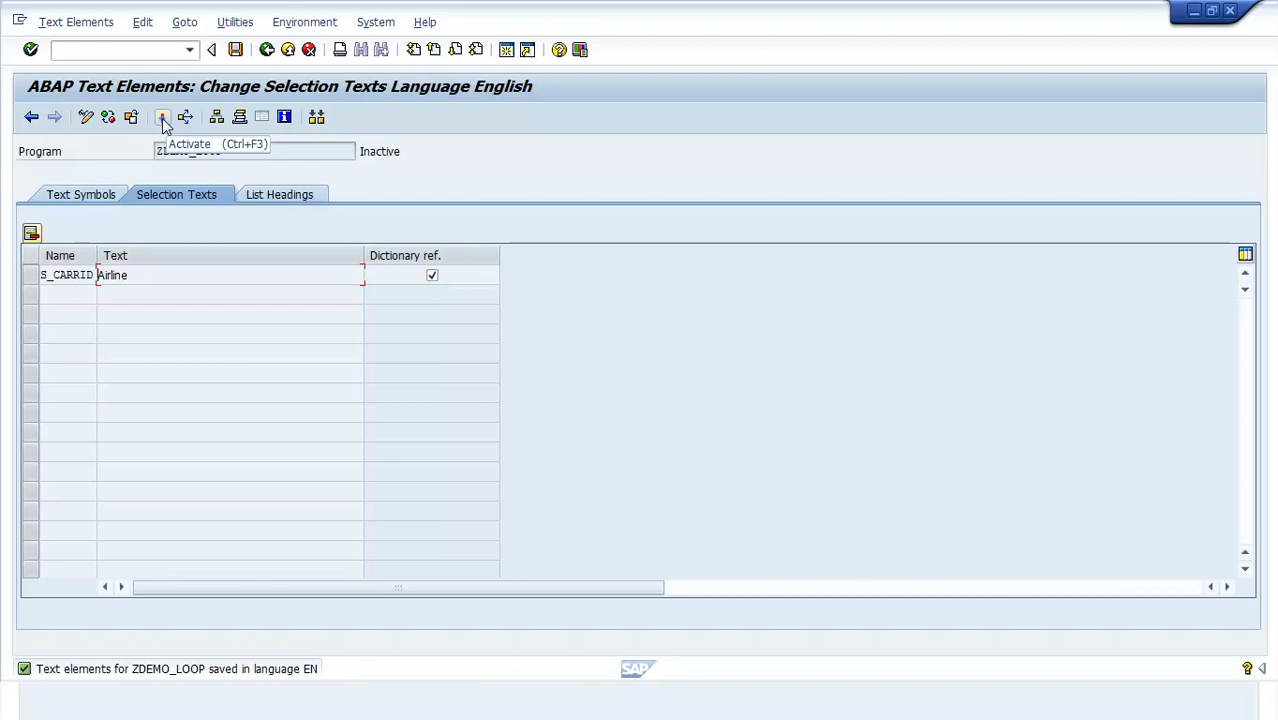 Text Elements Edit Goto Utilities Environment System Help
ABAP Text Elements: Change Selection Texts Language English
Activate (Ctrl+F3)
Program Inactive
Text Symbols Selection Texts List Headings
Name Text Dictionary ref.
S_CARRID Airline
Text elements for ZDEMO_LOOP saved in language EN SAP